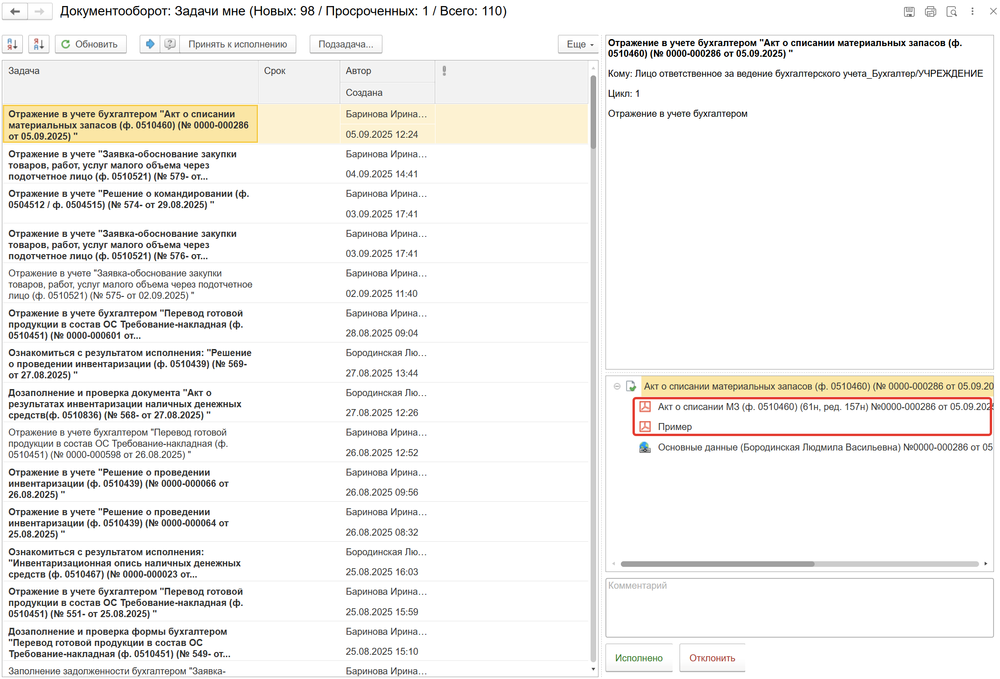 Документооборот: Задачи мне (Новых: 98 / Просроченных: 1 / Всего: 110)
Обновить
Принять к исполнению
Подзадача...
Еще
Задача
Срок
Автор
Создана
Отражение в учете бухгалтером "Акт о списании
материальных запасов (ф. 0510460) (№ 0000-000286
от 05.09.2025) "
Баринова Ирина…
05.09.2025 12:24
Отражение в учете "Заявка-обоснование закупки
товаров, работ, услуг малого объема через
подотчетное лицо (ф. 0510521) (№ 579- от...
Баринова Ирина…
04.09.2025 14:41
Отражение в учете "Решение о командировании (ф.
0504512 / ф. 0504515) (№ 574- от 29.08.2025) "
Баринова Ирина…
03.09.2025 17:41
Отражение в учете "Заявка-обоснование закупки
товаров, работ, услуг малого объема через
подотчетное лицо (ф. 0510521) (№ 576- от...
Баринова Ирина…
03.09.2025 17:41
Отражение в учете "Заявка-обоснование закупки
товаров, работ, услуг малого объема через подотчетное
лицо (ф. 0510521) (№ 575- от 02.09.2025) "
Баринова Ирина…
02.09.2025 11:40
Отражение в учете бухгалтером "Перевод готовой
продукции в состав ОС Требование-накладная (ф.
0510451) (№ 0000-000601 от...
Баринова Ирина…
28.08.2025 09:04
Ознакомиться с результатом исполнения: "Решение
о проведении инвентаризации (ф. 0510439) (№ 569-
от 27.08.2025) "
Бородинская Лю…
27.08.2025 13:44
Дозаполнение и проверка документа "Акт о
результатах инвентаризации наличных денежных
средств(ф. 0510836) (№ 568- от 27.08.2025) "
Бородинская Лю…
27.08.2025 12:26
Отражение в учете бухгалтером "Перевод готовой
продукции в состав ОС Требование-накладная (ф.
0510451) (№ 0000-000598 от 26.08.2025) "
Баринова Ирина…
26.08.2025 12:52
Отражение в учете "Решение о проведении
инвентаризации (ф. 0510439) (№ 0000-000066 от
26.08.2025) "
Баринова Ирина…
26.08.2025 09:56
Отражение в учете "Решение о проведении
инвентаризации (ф. 0510439) (№ 0000-000064 от
25.08.2025) "
Баринова Ирина…
26.08.2025 08:32
Ознакомиться с результатом исполнения:
"Инвентаризационная опись наличных денежных
средств (ф. 0510467) (№ 0000-000023 от...
Бородинская Лю…
25.08.2025 16:03
Отражение в учете бухгалтером "Перевод готовой
продукции в состав ОС Требование-накладная (ф.
0510451) (№ 551- от 25.08.2025) "
Баринова Ирина…
25.08.2025 15:59
Дозаполнение и проверка формы бухгалтером
"Перевод готовой продукции в состав ОС
Требование-накладная (ф. 0510451) (№ 549- от...
Баринова Ирина…
25.08.2025 15:10
Заполнение задолженности бухгалтером "Заявка-
Баринова Ирина…
Отражение в учете бухгалтером "Акт о списании материальных запасов (ф.
0510460) (№ 0000-000286 от 05.09.2025) "
Кому: Лицо ответственное за ведение бухгалтерского учета_Бухгалтер/УЧРЕЖДЕНИЕ
Цикл: 1
Отражение в учете бухгалтером
Акт о списании материальных запасов (ф. 0510460) (№ 0000-000286 от 05.09.20
Акт о списании МЗ (ф. 0510460) (61н, ред. 157н) №0000-000286 от 05.09.2025
Пример
Основные данные (Бородинская Людмила Васильевна) №0000-000286 от 05
Комментарий
Исполнено
Отклонить